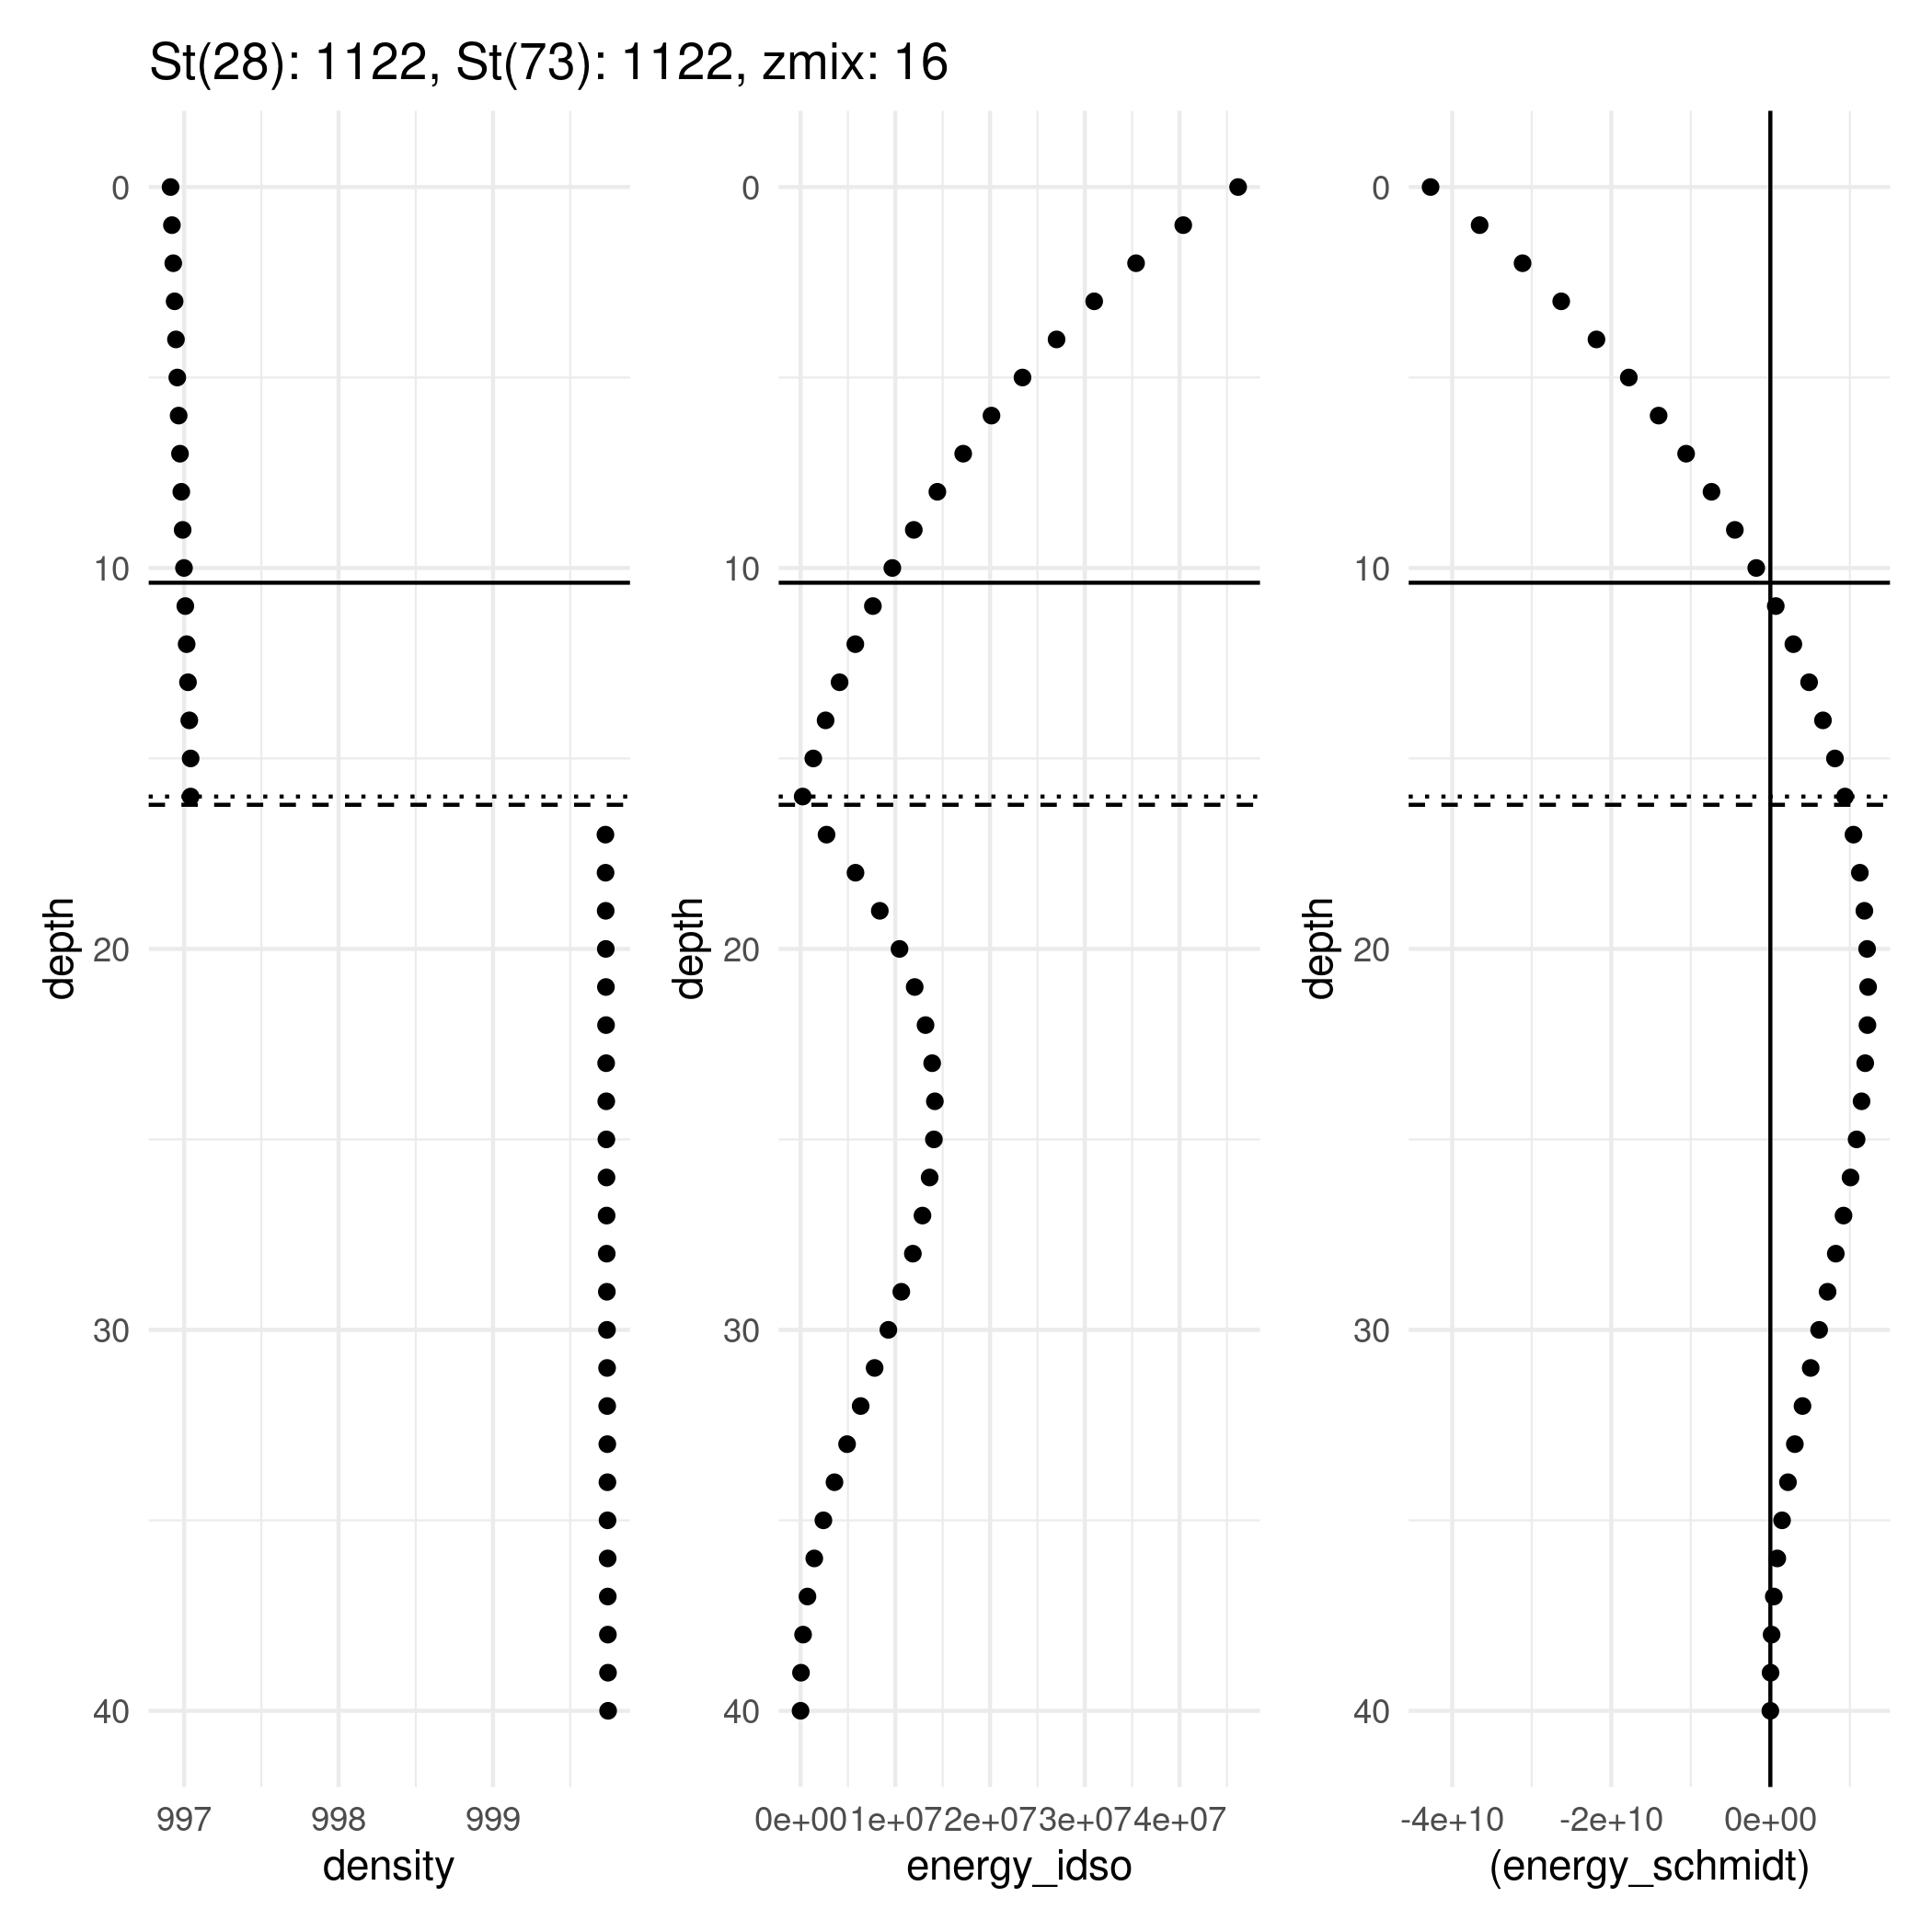 St(28): 1122, St(73): 1122, zmix: 16
0
10
20
30
40
depth
997
998
999
density
0
10
20
30
40
depth
0e+00
1e+07
2e+07
3e+07
4e+07
energy_idso
0
10
20
30
40
depth
-4e+10
-2e+10
0e+00
(energy_schmidt)